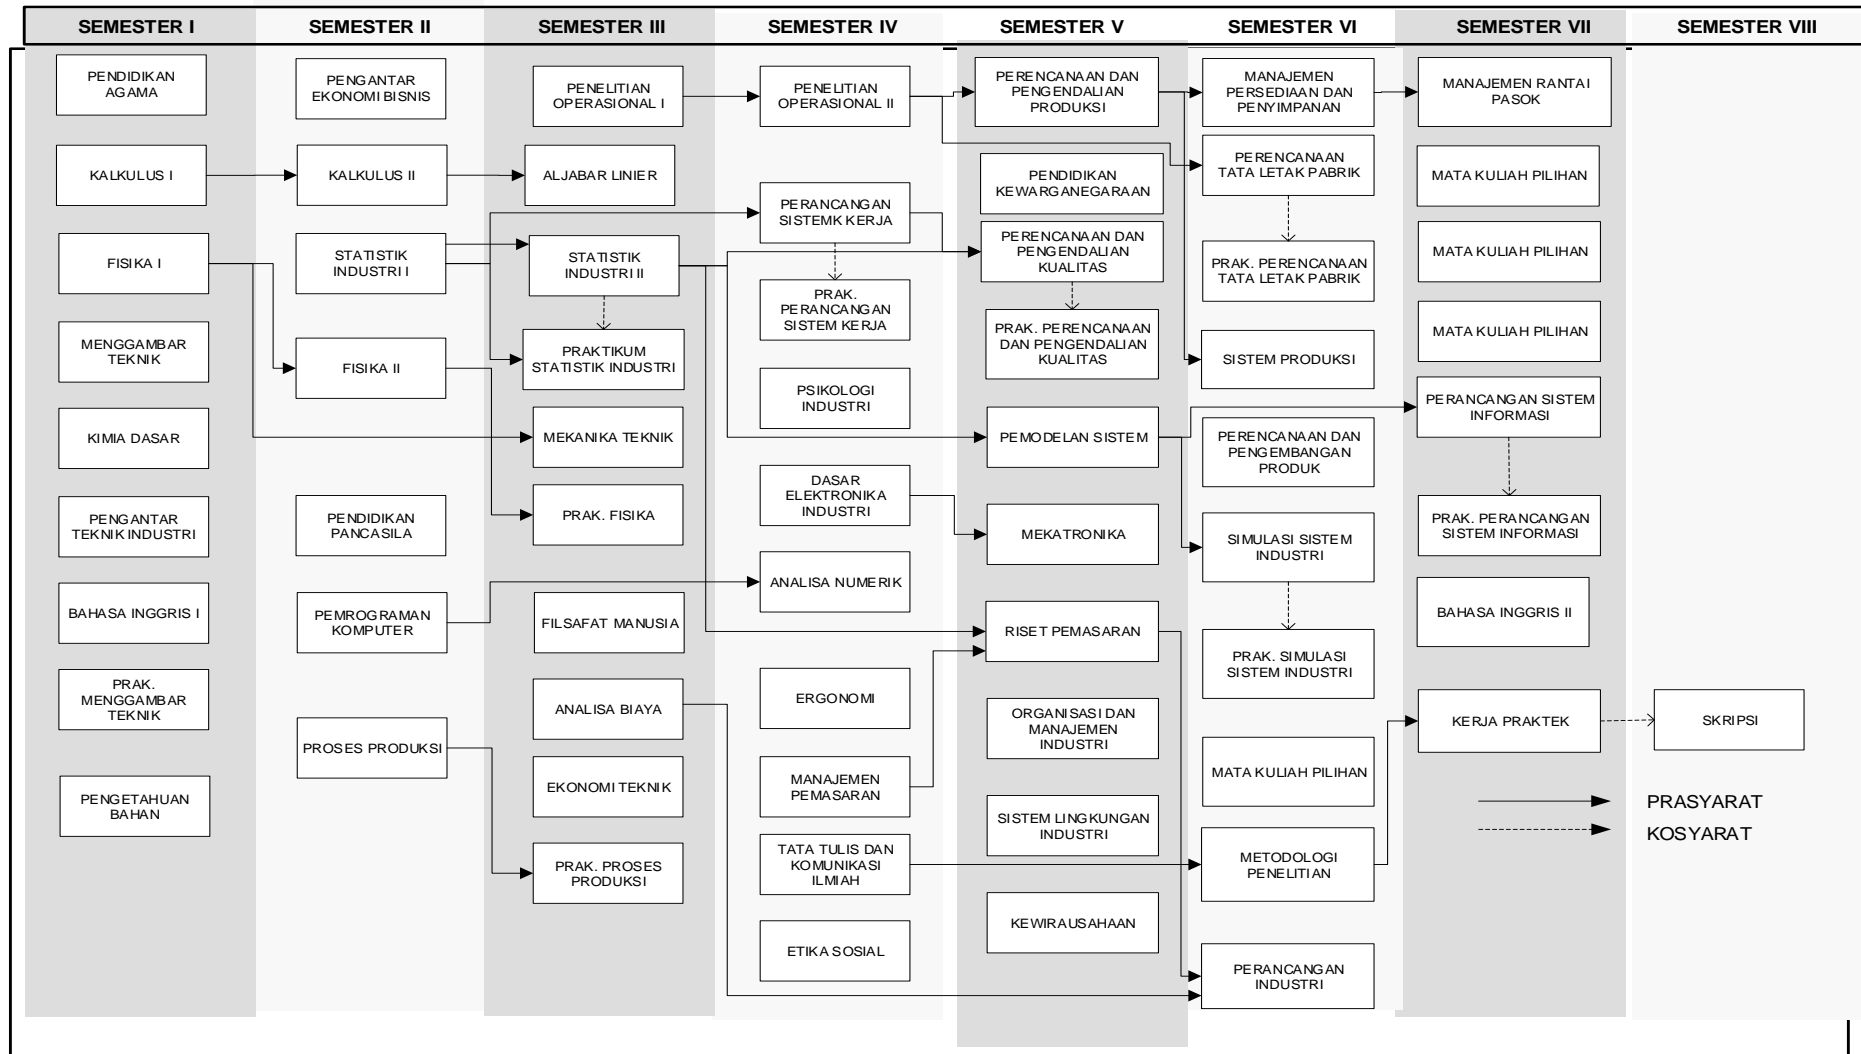 SEMESTER I
SEMESTER II
SEMESTER III
SEMESTER IV
SEMESTER V
SEMESTER VI
SEMESTER VII
SEMESTER VIII
PENDIDIKAN
AGAMA
KALKULUS I
FISIKA I
MENGGAMBAR
TEKNIK
KIMIA DASAR
PENGANTAR
TEKNIK INDUSTRI
BAHASA INGGRIS I
PRAK.
MENGGAMBAR
TEKNIK
PENGETAHUAN
BAHAN
PENGANTAR
EKONOMI BISNIS
KALKULUS II
STATISTIK
INDUSTRI I
FISIKA II
PENDIDIKAN
PANCASILA
PEMROGRAMAN
KOMPUTER
PROSES PRODUKSI
PENELITIAN
OPERASIONAL I
ALJABAR LINIER
STATISTIK
INDUSTRI II
PRAKTIKUM
STATISTIK INDUSTRI
MEKANIKA TEKNIK
PRAK. FISIKA
FILSAFAT MANUSIA
ANALISA BIAYA
EKONOMI TEKNIK
PRAK. PROSES
PRODUKSI
PENELITIAN
OPERASIONAL II
PERANCANGAN
SISTEMK KERJA
PRAK.
PERANCANGAN
SISTEM KERJA
PSIKOLOGI
INDUSTRI
DASAR
ELEKTRONIKA
INDUSTRI
ANALISA NUMERIK
ERGONOMI
MANAJEMEN
PEMASARAN
TATA TULIS DAN
KOMUNIKASI
ILMIAH
ETIKA SOSIAL
PERENCANAAN DAN
PENGENDALIAN
PRODUKSI
PENDIDIKAN
KEWARGANEGARAAN
PERENCANAAN DAN
PENGENDALIAN
KUALITAS
PRAK. PERENCANAAN
DAN PENGENDALIAN
KUALITAS
PEMODELAN SISTEM
MEKATRONIKA
RISET PEMASARAN
ORGANISASI DAN
MANAJEMEN
INDUSTRI
SISTEM LINGKUNGAN
INDUSTRI
KEWIRAUSAHAAN
MANAJEMEN
PERSEDIAAN DAN
PENYIMPANAN
PERENCANAAN
TATA LETAK PABRIK
PRAK. PERENCANAAN
TATA LETAK PABRIK
SISTEM PRODUKSI
PERENCANAAN DAN
PENGEMBANGAN
PRODUK
SIMULASI SISTEM
INDUSTRI
PRAK. SIMULASI
SISTEM INDUSTRI
MATA KULIAH PILIHAN
METODOLOGI
PENELITIAN
PERANCANGAN
INDUSTRI
MANAJEMEN RANTAI
PASOK
MATA KULIAH PILIHAN
MATA KULIAH PILIHAN
MATA KULIAH PILIHAN
PERANCANGAN SISTEM
INFORMASI
PRAK. PERANCANGAN
SISTEM INFORMASI
BAHASA INGGRIS II
KERJA PRAKTEK
SKRIPSI
PRASYARAT
KOSYARAT